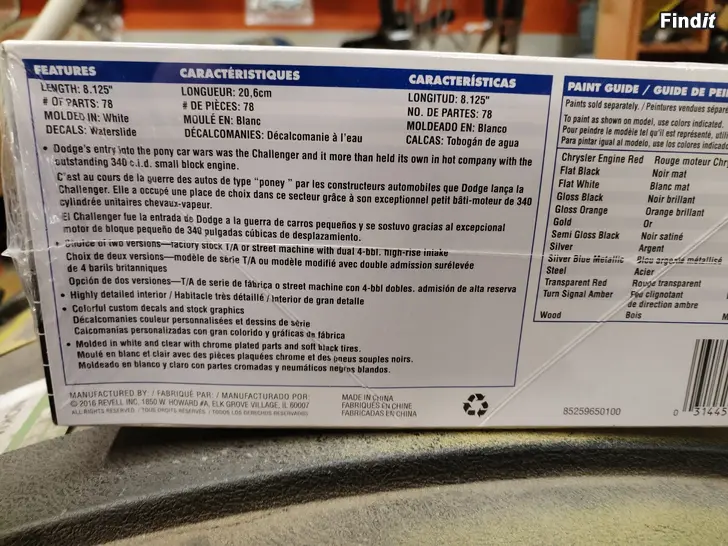 Findit
FEATURES
LENGTH: 8.125"
# OF PARTS: 78
MOLDED IN: White
DECALS: Waterslide
CARACTÉRISTIQUES
LONGUEUR: 20,6cm
# DE PIÈCES: 78
MOULÉ EN: Blanc
DÉCALCOMANIES: Décalcomanie à l'eau
CARACTERÍSTICAS
LONGITUD: 8.125"
NO. DE PARTES: 78
MOLDEADO EN: Blanco
CALCAS: Tobogán de agua
• Dodge's entry into the pony car wars was the Challenger and it more than held its own in hot company with the
outstanding 340 c.i.d. small block engine.
C'est au cours de la guerre des autos de type "poney" par les constructeurs automobiles que Dodge lança la
Challenger. Elle a occupé une place de choix dans ce secteur grâce à son exceptionnel petit bâti-moteur de 340
cylindrée unitaires chevaux-vapeur.
El Challenger fue la entrada de Dodge a la guerra de carros pequeños y se sostuvo gracias al excepcional
motor de bloque pequeño de 340 pulgadas cúbicas de desplazamiento.
• Choice of two versions—factory stock T/A or street machine with dual 4-bbl. high-rise intake
Choix de deux versions—modèle de série T/A ou modèle modifié avec double admission surélevée
de 4 barils britanniques
Opción de dos versiones—T/A de serie de fábrica o street machine con 4-bbl dobles. admisión de alta reserva
• Highly detailed interior / Habitacle très détaillé / Interior de gran detalle
• Colorful custom decals and stock graphics
Décalcomanies couleur personnalisées et dessins de série
Calcomanías personalizadas con gran colorido y gráficas de fábrica
• Molded in white and clear with chrome plated parts and soft black tires.
Moulé en blanc et clair avec des pièces plaquées chrome et des pneus souples noirs.
Moldeado en blanco y claro con partes cromadas y neumáticos negros blandos.
PAINT GUIDE / GUIDE DE PEI
Paints sold separately. / Peintures vendues sépare
To paint as shown on model, use colors indicated.
Pour peindre le modèle tel qu'il est représenté, utili
Para pintar igual al modelo, use los colores indicado
Chrysler Engine Red Rouge moteur Chry
Flat Black Noir mat
Flat White Blanc mat
Gloss Black Noir brillant
Gloss Orange Orange brillant
Gold Or
Semi Gloss Black Noir satiné
Silver Argent
Silver Blue Metallic Bleu argenté métallisé
Steel Acier
Transparent Red Rouge transparent
Turn Signal Amber Feu clignotant
de direction ambre
Wood Bois
MANUFACTURED BY: / FABRIQUÉ PAR: / MANUFACTURADO POR:
© 2016 REVELL INC. 1850 W HOWARD #A, ELK GROVE VILLAGE, IL 60007
ALL RIGHTS RESERVED. / TOUS DROITS RÉSERVÉS. / TODOS LOS DERECHOS RESERVADOS
MADE IN CHINA
FABRIQUÉS EN CHINE
FABRICADAS EN CHINA
85259650100
0 31445